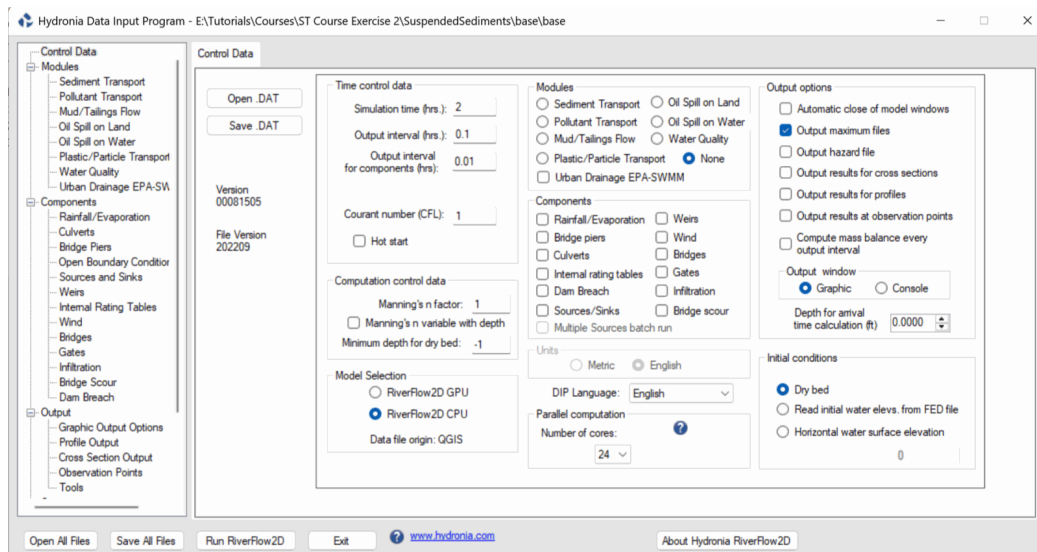 Hydronia Data Input Program - E:\Tutorials\Courses\ST Course Exercise 2\SuspendedSediments\base\base
Control Data
Modules
Sediment Transport
Pollutant Transport
Mud/Tailings Flow
Oil Spill on Land
Oil Spill on Water
Plastic/Particle Transport
Water Quality
Urban Drainage EPA-SW
Components
Rainfall/Evaporation
Culverts
Bridge Piers
Open Boundary Condition
Sources and Sinks
Weirs
Internal Rating Tables
Wind
Bridges
Gates
Infiltration
Bridge Scour
Dam Breach
Output
Graphic Output Options
Profile Output
Cross Section Output
Observation Points
Tools
Control Data
Open .DAT
Save .DAT
Version
00081505
File Version
202209
Time control data
Simulation time (hrs.): 2
Output interval (hrs.): 0.1
Output interval
for components (hrs): 0.01
Courant number (CFL): 1
Hot start
Computation control data
Manning's n factor: 1
Manning's n variable with depth
Minimum depth for dry bed: -1
Model Selection
RiverFlow2D GPU
RiverFlow2D CPU
Data file origin: QGIS
Modules
Sediment Transport Oil Spill on Land
Pollutant Transport Oil Spill on Water
Mud/Tailings Flow Water Quality
Plastic/Particle Transport None
Urban Drainage EPA-SWMM
Components
Rainfall/Evaporation Weirs
Bridge piers Wind
Culverts Bridges
Internal rating tables Gates
Dam Breach Infiltration
Sources/Sinks Bridge scour
Multiple Sources batch run
Units
Metric English
DIP Language: English
Parallel computation
Number of cores: ?
24
Output options
Automatic close of model windows
Output maximum files
Output hazard file
Output results for cross sections
Output results for profiles
Output results at observation points
Compute mass balance every
output interval
Output window
Graphic Console
Depth for arrival
time calculation (ft) 0.0000
Initial conditions
Dry bed
Read initial water elevs. from FED file
Horizontal water surface elevation
0
Open All Files Save All Files Run RiverFlow2D Exit ? www.hydronia.com About Hydronia RiverFlow2D